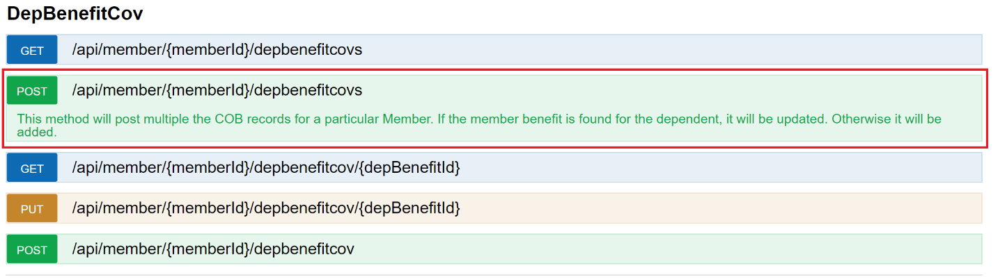 DepBenefitCov
GET /api/member/{memberId}/depbenefitcovs
POST /api/member/{memberId}/depbenefitcovs
This method will post multiple the COB records for a particular Member. If the member benefit is found for the dependent, it will be updated. Otherwise it will be
added.
GET /api/member/{memberId}/depbenefitcov/{depBenefitId}
PUT /api/member/{memberId}/depbenefitcov/{depBenefitId}
POST /api/member/{memberId}/depbenefitcov